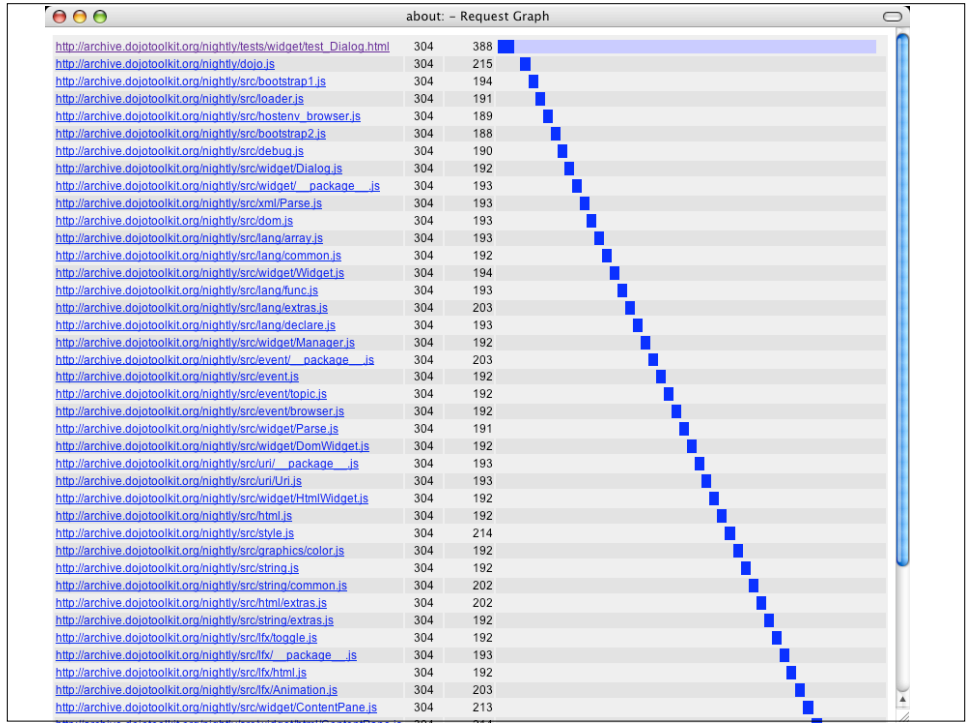 about: – Request Graph
http://archive.dojotoolkit.org/nightly/tests/widget/test_Dialog.html 304 388
http://archive.dojotoolkit.org/nightly/dojo.js 304 215
http://archive.dojotoolkit.org/nightly/src/bootstrap1.js 304 194
http://archive.dojotoolkit.org/nightly/src/loader.js 304 191
http://archive.dojotoolkit.org/nightly/src/hostenv_browser.js 304 189
http://archive.dojotoolkit.org/nightly/src/bootstrap2.js 304 188
http://archive.dojotoolkit.org/nightly/src/debug.js 304 190
http://archive.dojotoolkit.org/nightly/src/widget/Dialog.js 304 192
http://archive.dojotoolkit.org/nightly/src/widget/__package__.js 304 193
http://archive.dojotoolkit.org/nightly/src/xml/Parse.js 304 193
http://archive.dojotoolkit.org/nightly/src/dom.js 304 193
http://archive.dojotoolkit.org/nightly/src/lang/array.js 304 193
http://archive.dojotoolkit.org/nightly/src/lang/common.js 304 192
http://archive.dojotoolkit.org/nightly/src/widget/Widget.js 304 194
http://archive.dojotoolkit.org/nightly/src/lang/func.js 304 193
http://archive.dojotoolkit.org/nightly/src/lang/extras.js 304 203
http://archive.dojotoolkit.org/nightly/src/lang/declare.js 304 193
http://archive.dojotoolkit.org/nightly/src/widget/Manager.js 304 192
http://archive.dojotoolkit.org/nightly/src/event/__package__.js 304 203
http://archive.dojotoolkit.org/nightly/src/event.js 304 192
http://archive.dojotoolkit.org/nightly/src/event/topic.js 304 192
http://archive.dojotoolkit.org/nightly/src/event/browser.js 304 192
http://archive.dojotoolkit.org/nightly/src/widget/Parse.js 304 191
http://archive.dojotoolkit.org/nightly/src/widget/DomWidget.js 304 192
http://archive.dojotoolkit.org/nightly/src/uri/__package__.js 304 193
http://archive.dojotoolkit.org/nightly/src/uri/Uri.js 304 193
http://archive.dojotoolkit.org/nightly/src/widget/HtmlWidget.js 304 192
http://archive.dojotoolkit.org/nightly/src/html.js 304 192
http://archive.dojotoolkit.org/nightly/src/style.js 304 214
http://archive.dojotoolkit.org/nightly/src/graphics/color.js 304 192
http://archive.dojotoolkit.org/nightly/src/string.js 304 192
http://archive.dojotoolkit.org/nightly/src/string/common.js 304 202
http://archive.dojotoolkit.org/nightly/src/html/extras.js 304 202
http://archive.dojotoolkit.org/nightly/src/string/extras.js 304 192
http://archive.dojotoolkit.org/nightly/src/lfx/toggle.js 304 192
http://archive.dojotoolkit.org/nightly/src/lfx/__package__.js 304 193
http://archive.dojotoolkit.org/nightly/src/lfx/html.js 304 192
http://archive.dojotoolkit.org/nightly/src/lfx/Animation.js 304 203
http://archive.dojotoolkit.org/nightly/src/widget/ContentPane.js 304 213